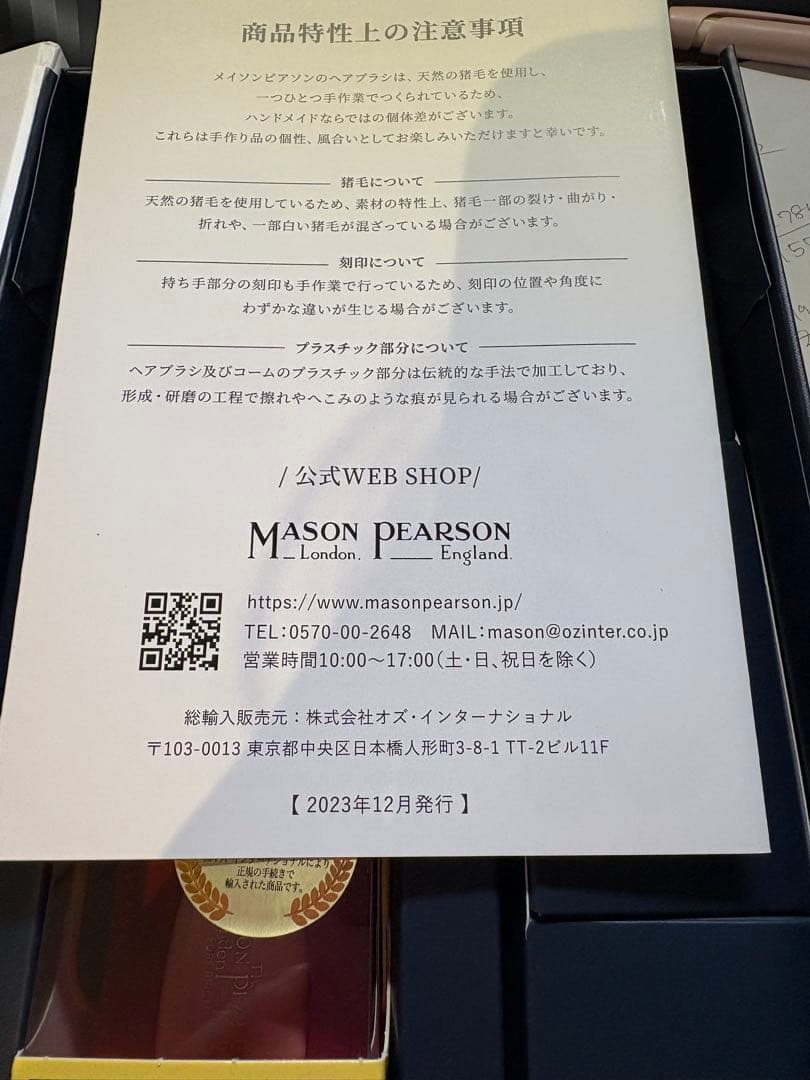 商品特性上の注意事項
メイソンピアソンのヘアブラシは、天然の猪毛を使用し、
一つひとつ手作業でつくられているため、
ハンドメイドならではの個体差がございます。
これらは手作り品の個性、風合いとしてお楽しみいただけますと幸いです。
猪毛について
天然の猪毛を使用しているため、素材の特性上、猪毛一部の裂け・曲がり・
折れや、一部白い猪毛が混ざっている場合がございます。
刻印について
持ち手部分の刻印も手作業で行っているため、刻印の位置や角度に
わずかな違いが生じる場合がございます。
プラスチック部分について
ヘアブラシ及びコームのプラスチック部分は伝統的な手法で加工しており、
形成・研磨の工程で擦れやへこみのような痕が見られる場合がございます。
/ 公式WEB SHOP/
MASON PEARSON
London. England.
https://www.masonpearson.jp/
TEL:0570-00-2648 MAIL:mason@ozinter.co.jp
営業時間10:00〜17:00(土・日、祝日を除く)
総輸入販売元：株式会社オズ・インターナショナル
〒103-0013 東京都中央区日本橋人形町3-8-1 TT-2ビル11F
【 2023年12月発行 】
正規の手続きで
輸入された商品です。